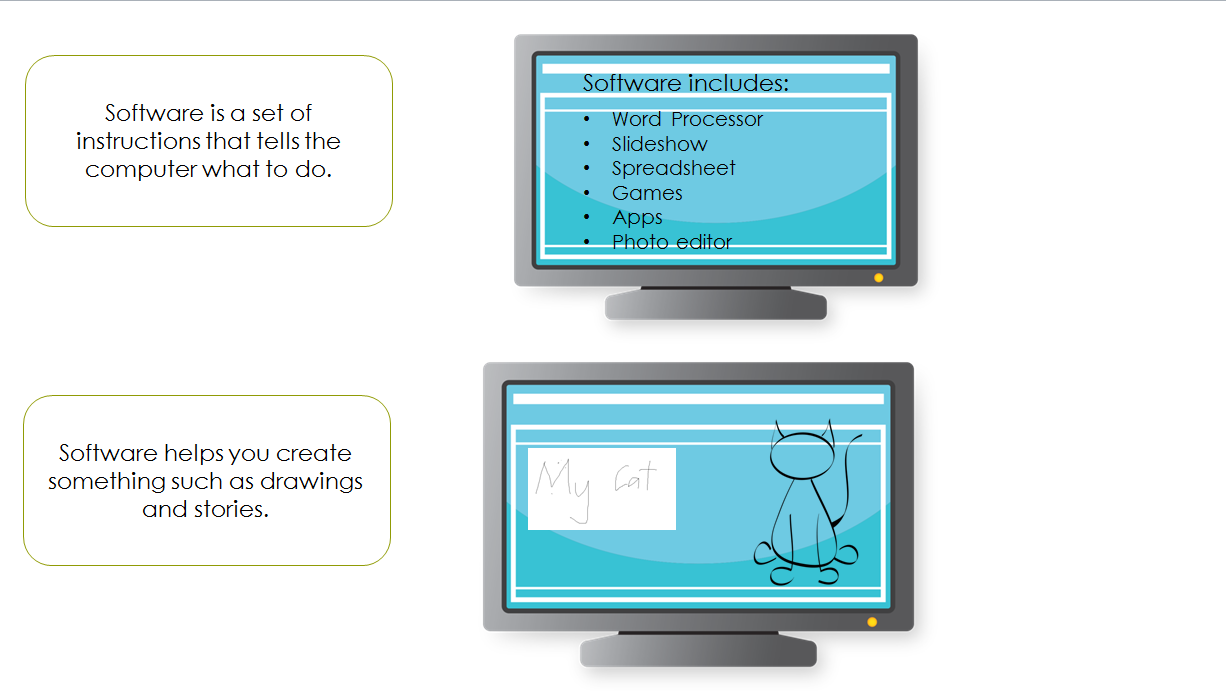 Software is a set of
instructions that tells the
computer what to do.
Software includes:
• Word Processor
• Slideshow
• Spreadsheet
• Games
• Apps
• Photo editor
Software helps you create
something such as drawings
and stories.
My Cat